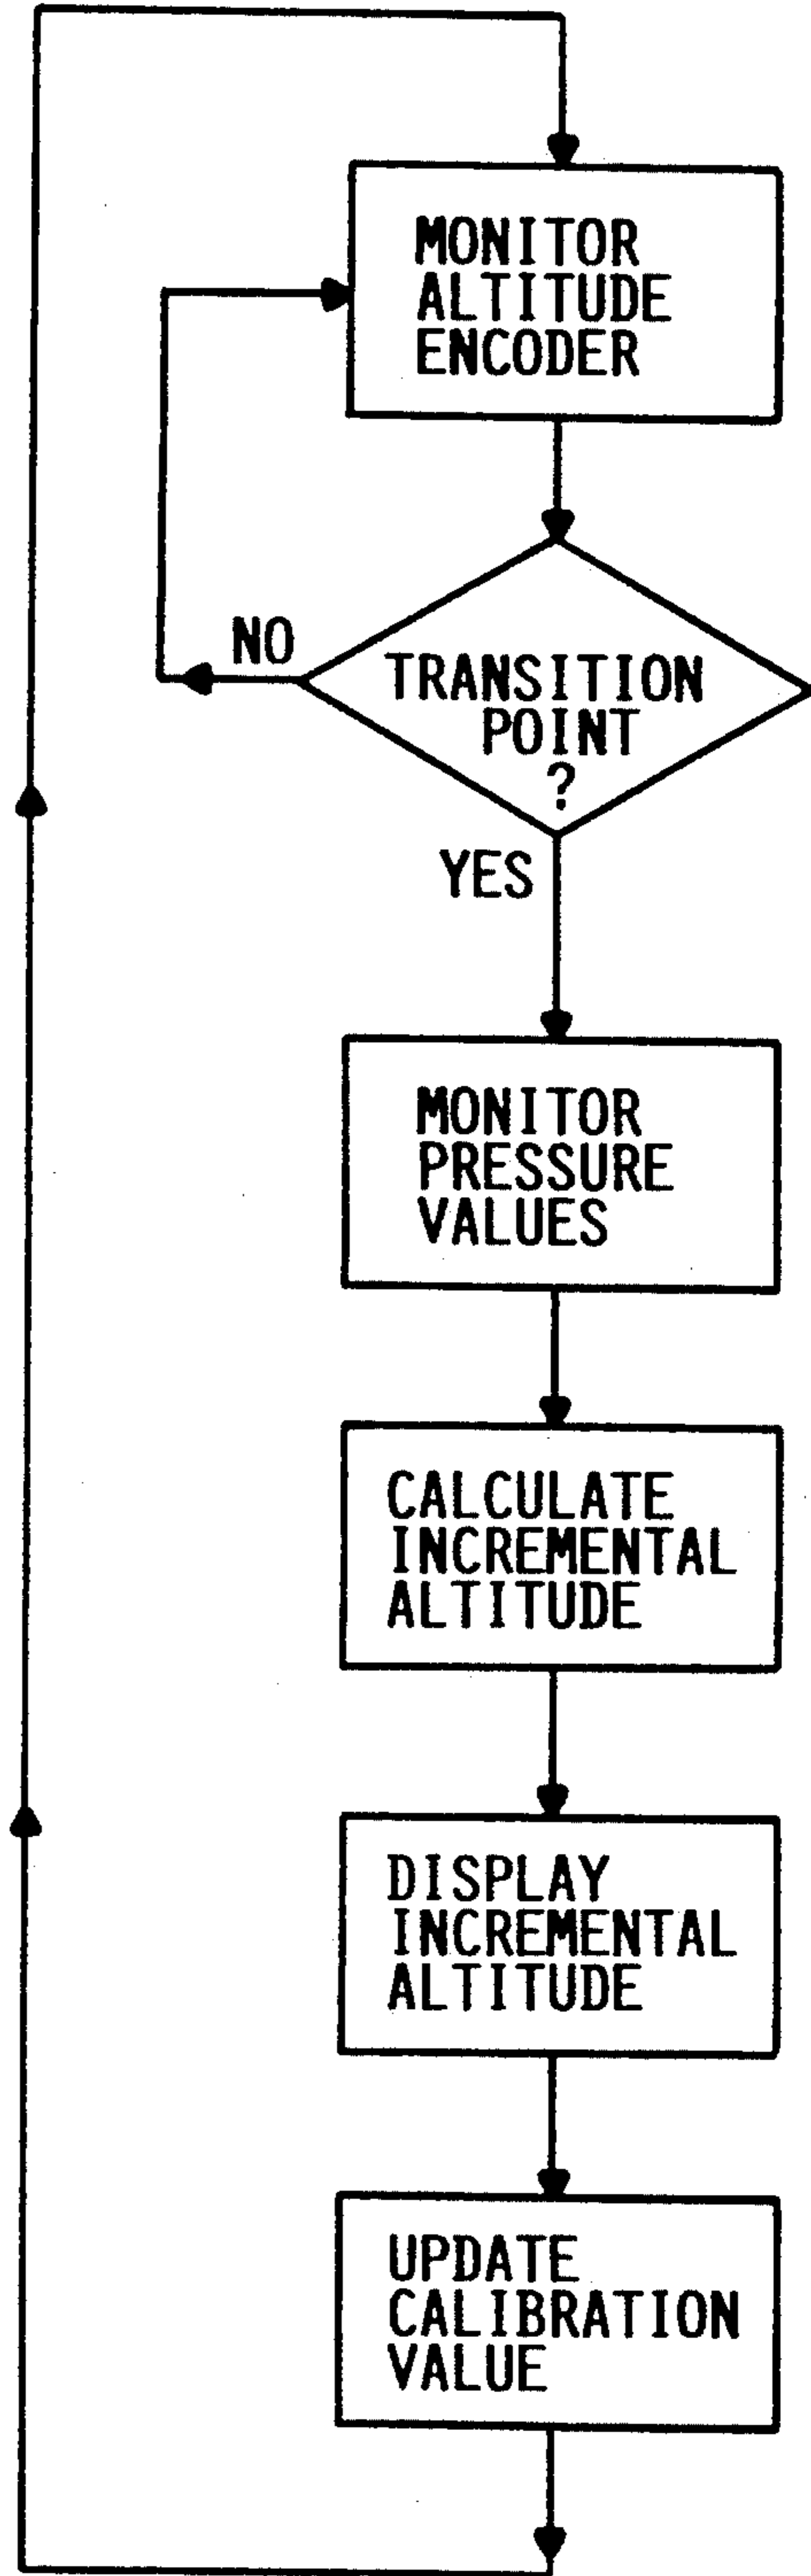 MONITOR
ALTITUDE
ENCODER
NO
TRANSITION
POINT
?
YES
MONITOR
PRESSURE
VALUES
CALCULATE
INCREMENTAL
ALTITUDE
DISPLAY
INCREMENTAL
ALTITUDE
UPDATE
CALIBRATION
VALUE